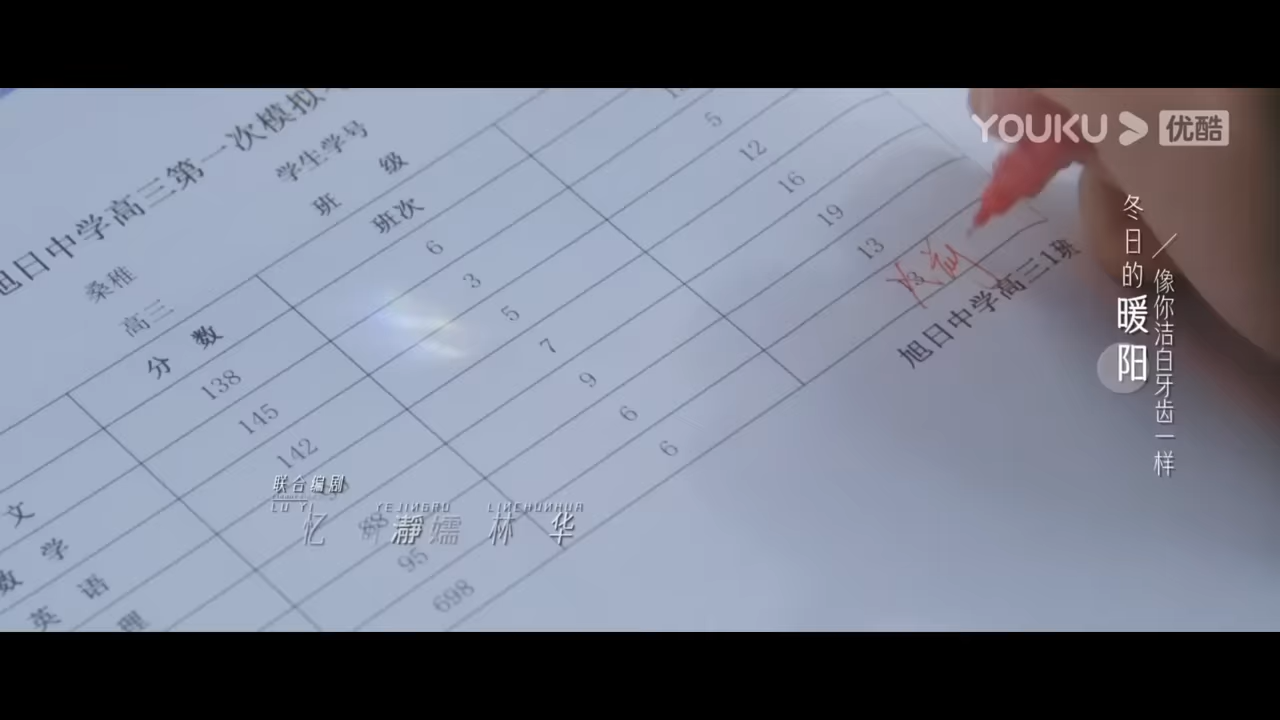 YOUKU 优酷
冬日的暖阳
/像你洁白牙齿一样
旭日中学高三第一次模拟
桑稚 学生学号
高三 班 级
分 数 班次
138 6
145 3 5
142 5 12
7 16
9 19
88 6 13
95 6
698
文
数 学
英 语
理
旭日中学高三1班
联合编剧
LU YI YEJINGRU LINCHUNHUA
忆 静嬬 林 华